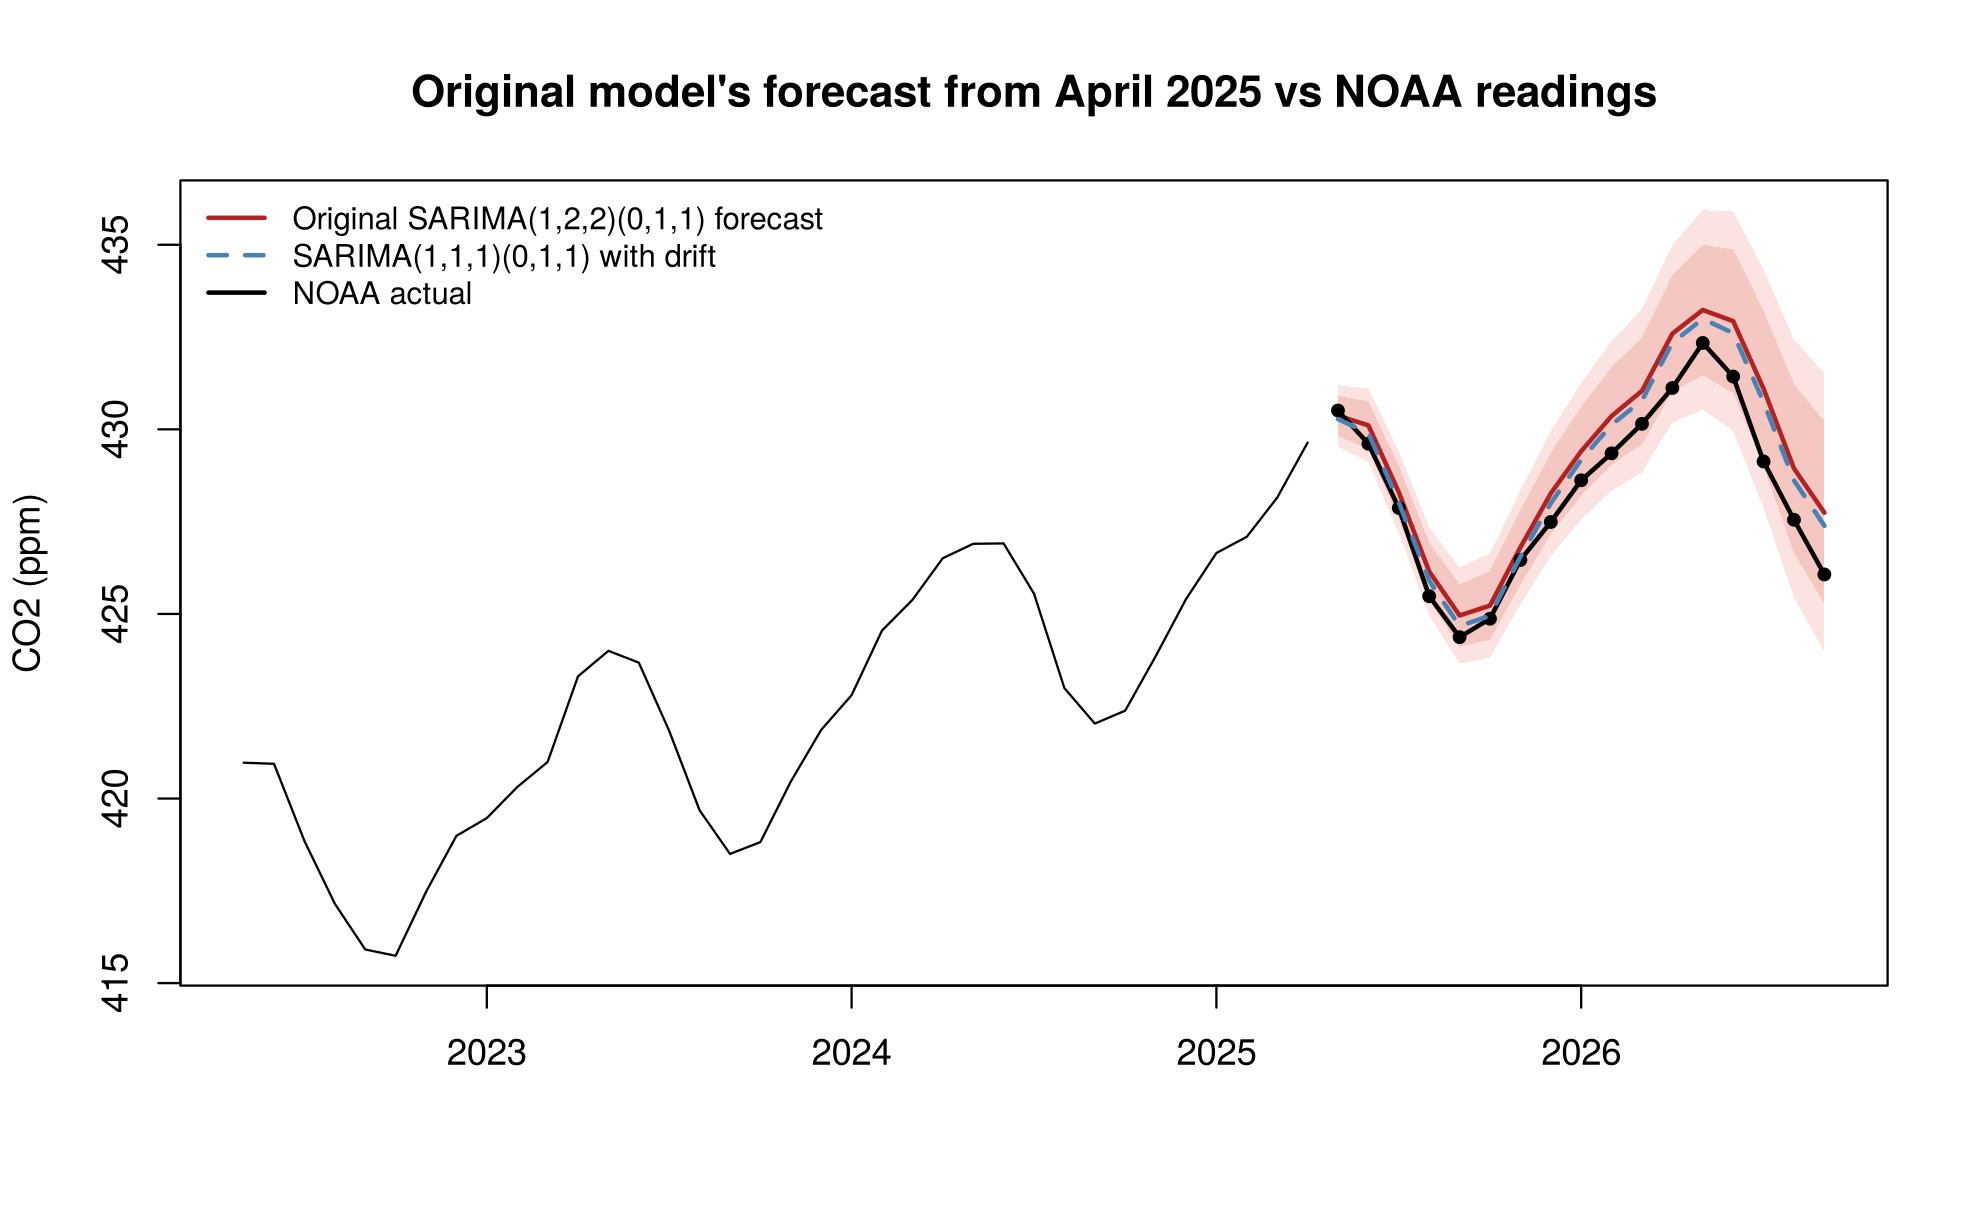 Original model's forecast from April 2025 vs NOAA readings
Original SARIMA(1,2,2)(0,1,1) forecast
SARIMA(1,1,1)(0,1,1) with drift
NOAA actual
CO2 (ppm)
435
430
425
420
415
2023
2024
2025
2026